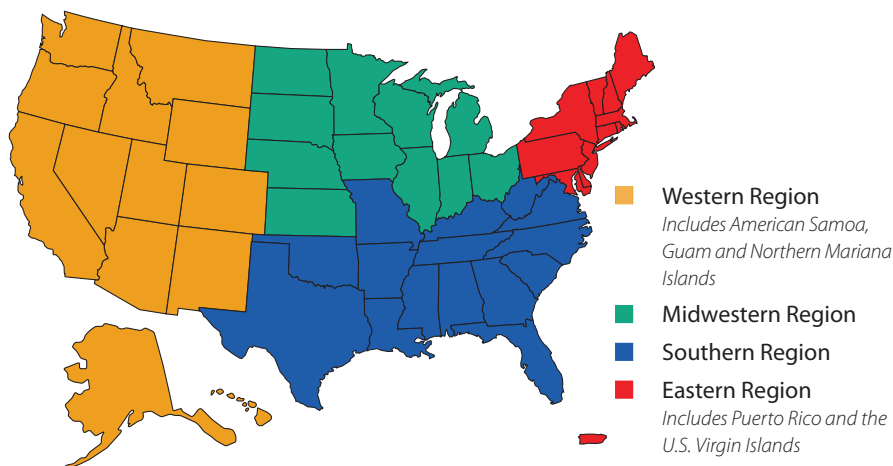 Western Region
Includes American Samoa,
Guam and Northern Mariana
Islands
Midwestern Region
Southern Region
Eastern Region
Includes Puerto Rico and the
U.S. Virgin Islands